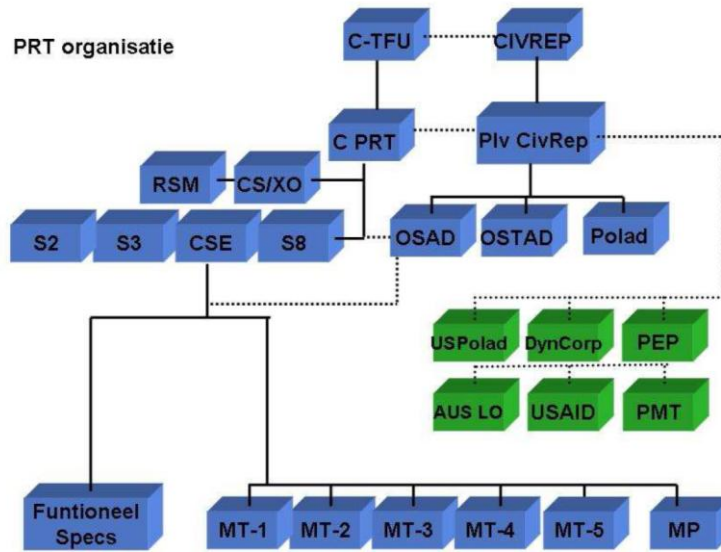 PRT organisatie
C-TFU
CIVREP
C PRT
Plv CivRep
RSM
CS/XO
S2
S3
CSE
S8
OSAD
OSTAD
Polad
USPolad
DynCorp
PEP
AUS LO
USAID
PMT
Funtioneel
Specs
MT-1
MT-2
MT-3
MT-4
MT-5
MP